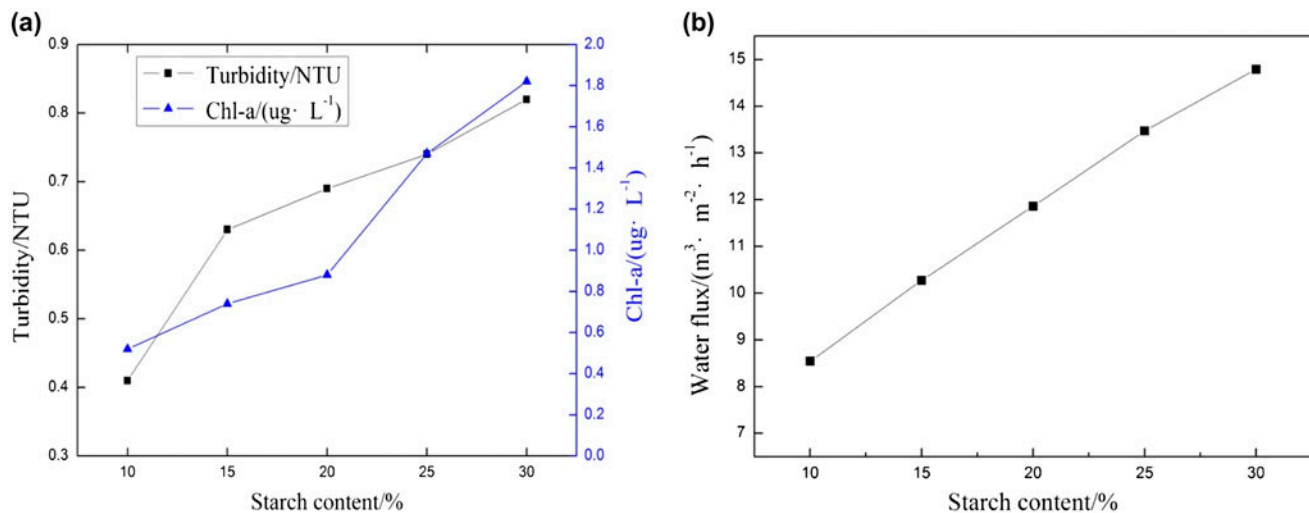 (a)
0.9
0.8
0.7
0.6
0.5
0.4
0.3
Turbidity/NTU
Turbidity/NTU
Chl-a/(ug· L⁻¹)
2.0
1.8
1.6
1.4
1.2
1.0
0.8
0.6
0.4
0.2
0.0
Chl-a/(ug· L⁻¹)
10 15 20 25 30
Starch content/%
(b)
15
14
13
12
11
10
9
8
7
Water flux/(m³· m⁻²· h⁻¹)
10 15 20 25 30
Starch content/%